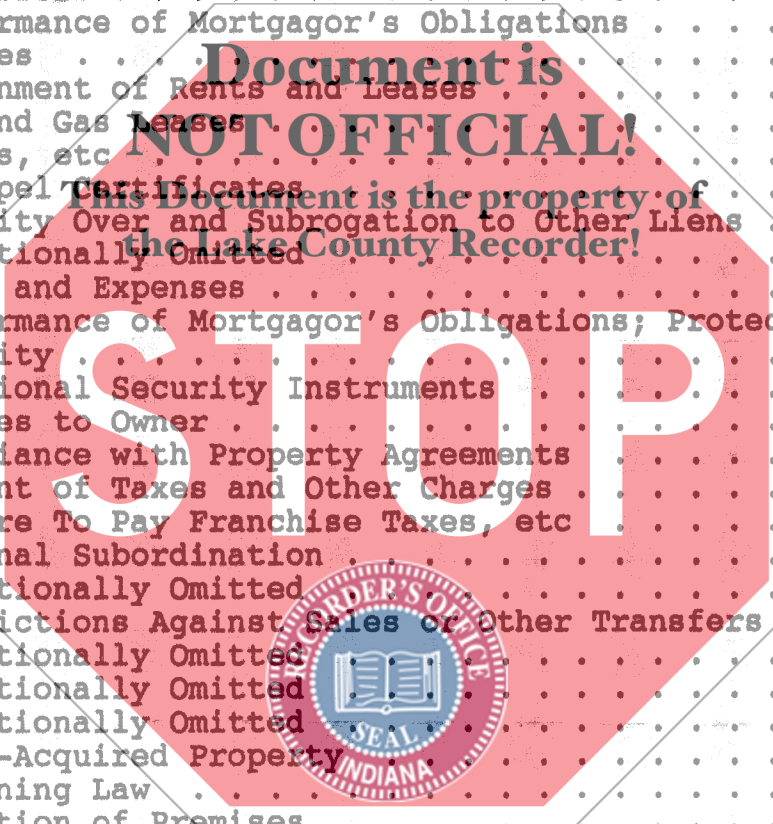 rmance of Mortgagor's Obligations . . . .
es . . . . . . . . . . . . . . . . . . .
Document is
nment of Rents and Leases . . . . . . . .
nd Gas Leases . . . . . . . . . . . . . .
NOT OFFICIAL!
s, etc . . . . . . . . . . . . . . . . .
pel Certificates . . . . . . . . . . . .
This Document is the property of
ity Over and Subrogation to Other Liens .
the Lake County Recorder!
tionally Omitted . . . . . . . . . . . .
and Expenses . . . . . . . . . . . . . .
rmance of Mortgagor's Obligations; Protec
STOP
ity . . . . . . . . . . . . . . . . . . .
ional Security Instruments . . . . . . .
es to Owner . . . . . . . . . . . . . . .
iance with Property Agreements . . . .
nt of Taxes and Other Charges . . . . . .
re To Pay Franchise Taxes, etc . . . .
nal Subordination . . . . . . . . . . . .
tionally Omitted . . . . . . . . . . . .
ictions Against Sales or Other Transfers
tionally Omitted . . . . . . . . . . . .
tionally Omitted . . . . . . . . . . . .
tionally Omitted . . . . . . . . . . . .
-Acquired Property . . . . . . . . . . .
ning Law . . . . . . . . . . . . . . . .
tion of Premises
RECORDER'S OFFICE
SEAL
INDIANA